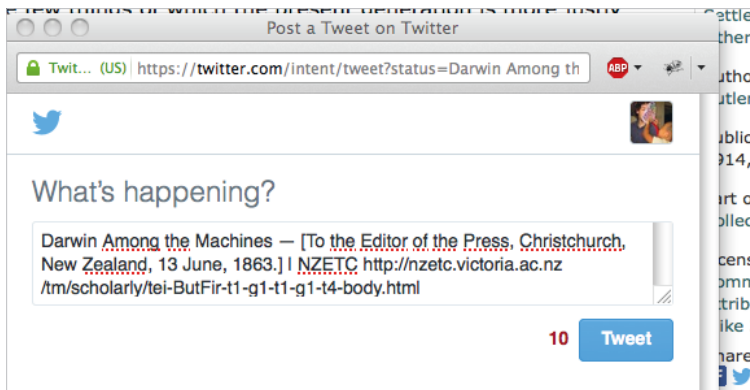 Post a Tweet on Twitter
Twit... (US) https://twitter.com/intent/tweet?status=Darwin Among th
ABP
What's happening?
Darwin Among the Machines — [To the Editor of the Press, Christchurch,
New Zealand, 13 June, 1863.] | NZETC http://nzetc.victoria.ac.nz
/tm/scholarly/tei-ButFir-t1-g1-t1-g1-t4-body.html
10 Tweet